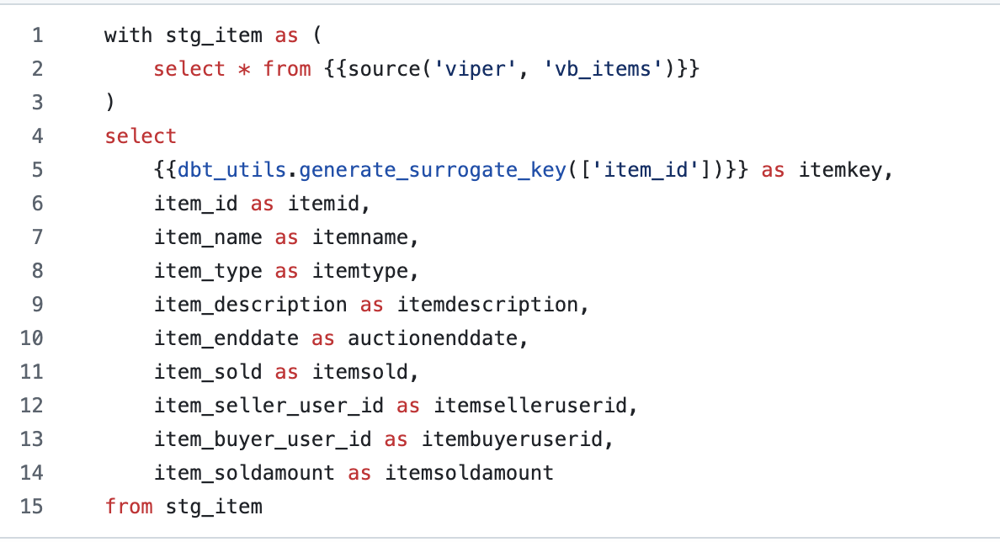 1 with stg_item as (
2 select * from {{source('viper', 'vb_items')}}
3 )
4 select
5 {{dbt_utils.generate_surrogate_key(['item_id'])}} as itemkey,
6 item_id as itemid,
7 item_name as itemname,
8 item_type as itemtype,
9 item_description as itemdescription,
10 item_enddate as auctionenddate,
11 item_sold as itemsold,
12 item_seller_user_id as itemselleruserid,
13 item_buyer_user_id as itembuyeruserid,
14 item_soldamount as itemsoldamount
15 from stg_item